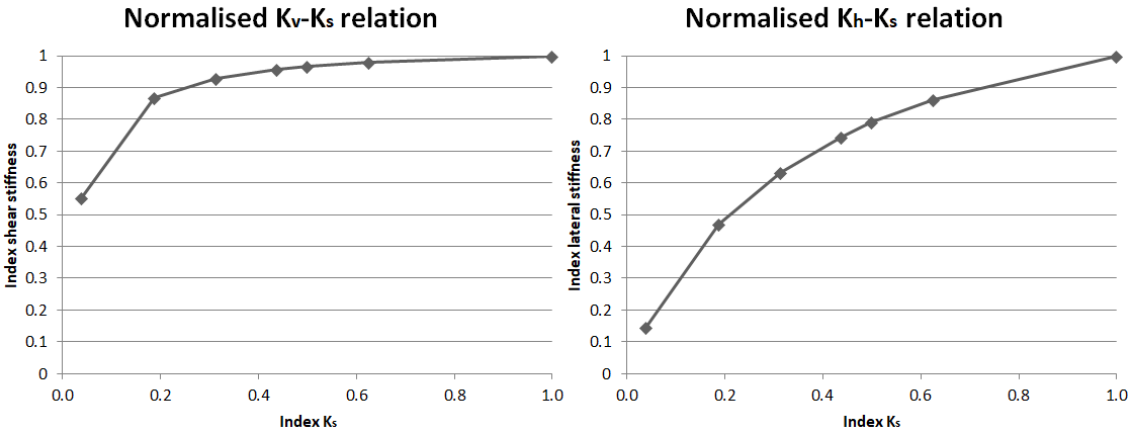 Normalised Kv-Ks relation
Index shear stiffness
1
0.9
0.8
0.7
0.6
0.5
0.4
0.3
0.2
0.1
0
0.0 0.2 0.4 0.6 0.8 1.0
Index Ks
Normalised Kh-Ks relation
Index lateral stiffness
1
0.9
0.8
0.7
0.6
0.5
0.4
0.3
0.2
0.1
0
0.0 0.2 0.4 0.6 0.8 1.0
Index Ks